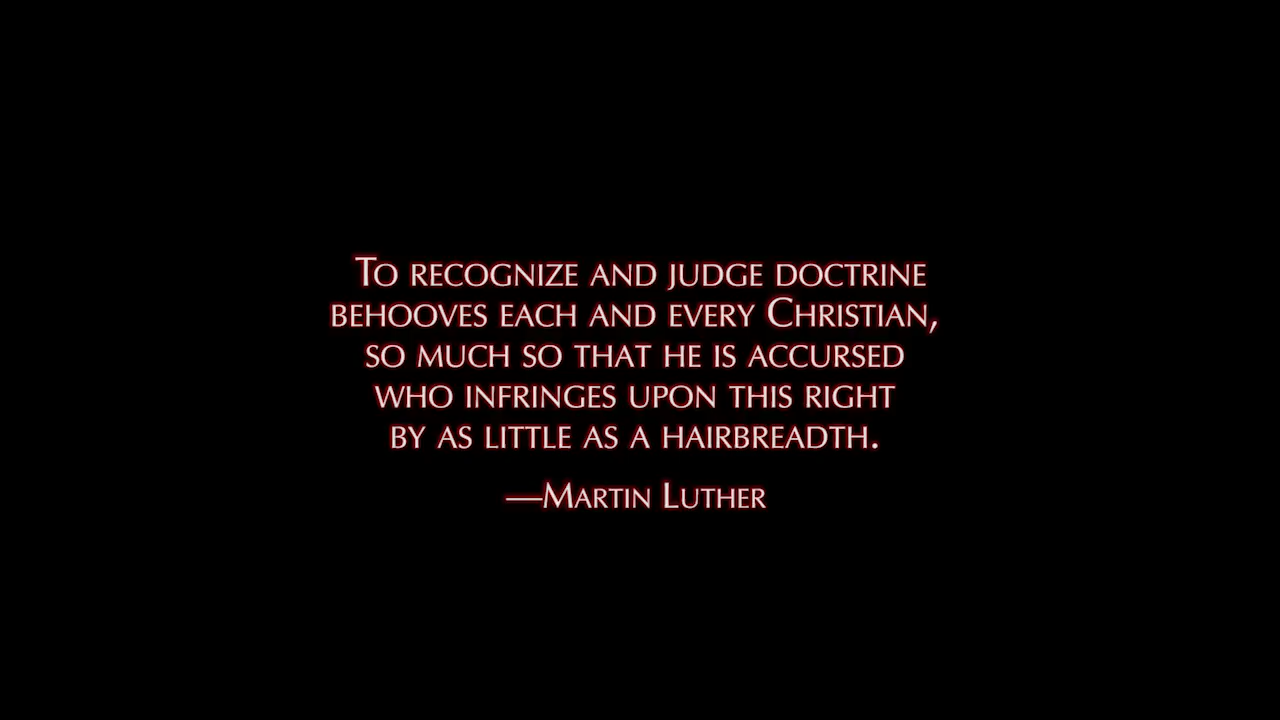 To recognize and judge doctrine
behooves each and every Christian,
so much so that he is accursed
who infringes upon this right
by as little as a hairbreadth.
—Martin Luther